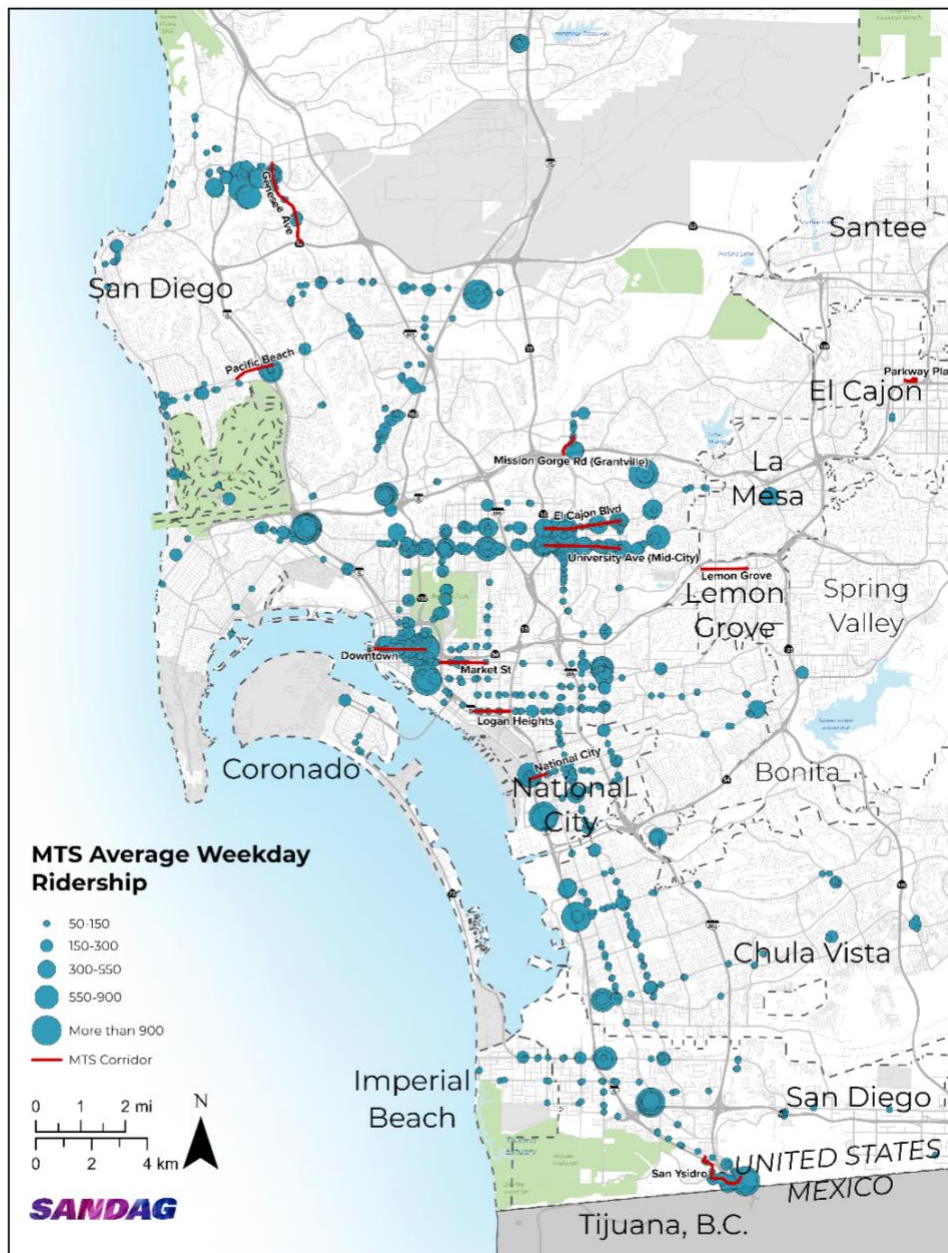 Genesee Ave
Santee
San Diego
Pacific Beach
Parkway Pla
El Cajon
Mission Gorge Rd (Grantville)
La
Mesa
El Cajon Blvd
University Ave (Mid-City)
Lemon Grove
Lemon
Grove
Spring
Valley
Downtown
Market St
Logan Heights
Coronado
National City
National
City
Bonita
MTS Average Weekday
Ridership
50-150
150-300
300-550
550-900
More than 900
MTS Corridor
Chula Vista
Imperial
Beach
San Diego
0 1 2 mi
0 2 4 km
N
San Ysidro
UNITED STATES
MEXICO
SANDAG
Tijuana, B.C.